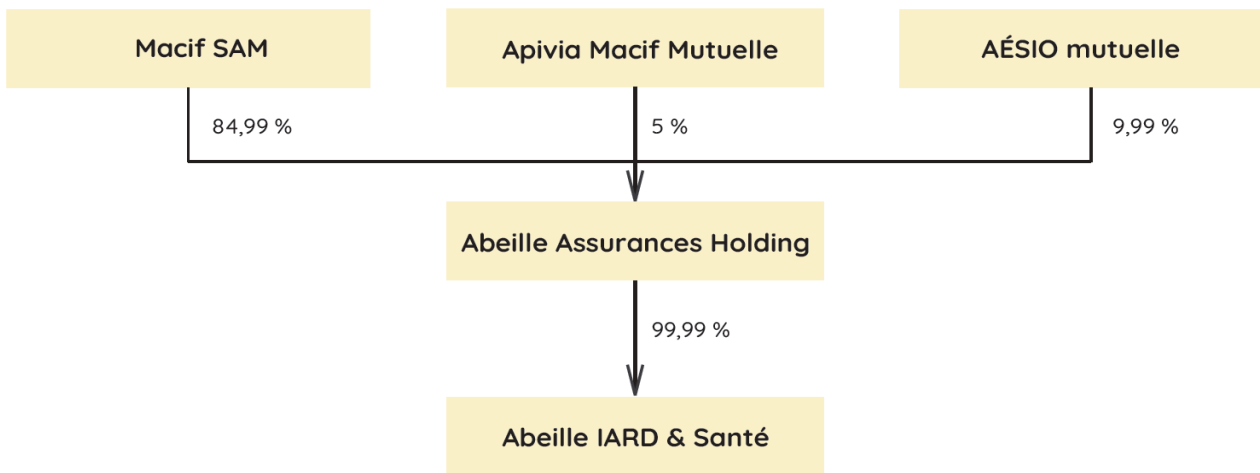 Macif SAM
Apivia Macif Mutuelle
AÉSIO mutuelle
84,99 %
5 %
9,99 %
Abeille Assurances Holding
99,99 %
Abeille IARD & Santé